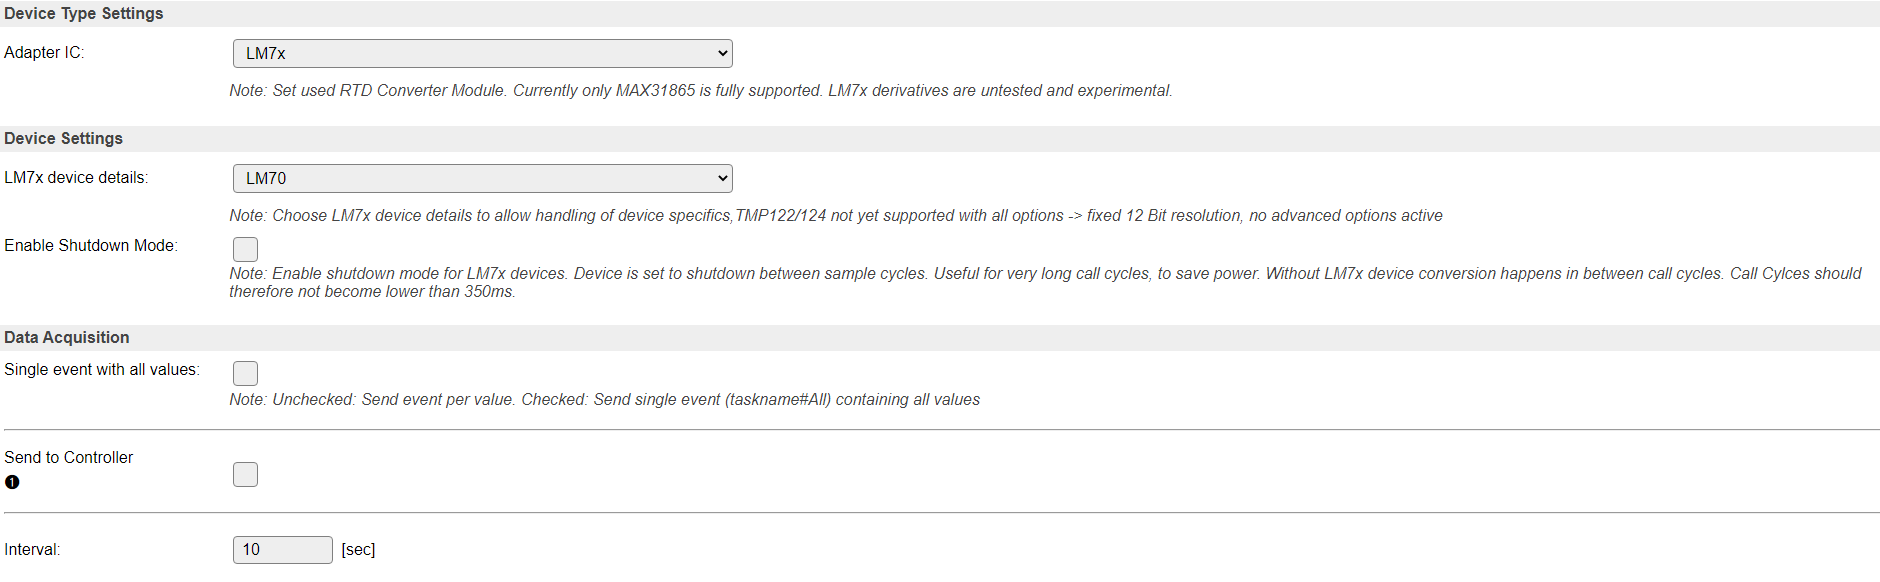 Device Type Settings
Adapter IC:
LM7x
Note: Set used RTD Converter Module. Currently only MAX31865 is fully supported. LM7x derivatives are untested and experimental.
Device Settings
LM7x device details:
LM70
Note: Choose LM7x device details to allow handling of device specifics,TMP122/124 not yet supported with all options -> fixed 12 Bit resolution, no advanced options active
Enable Shutdown Mode:
Note: Enable shutdown mode for LM7x devices. Device is set to shutdown between sample cycles. Useful for very long call cycles, to save power. Without LM7x device conversion happens in between call cycles. Call Cylces should
therefore not become lower than 350ms.
Data Acquisition
Single event with all values:
Note: Unchecked: Send event per value. Checked: Send single event (taskname#All) containing all values
Send to Controller
❶
Interval:
10 [sec]